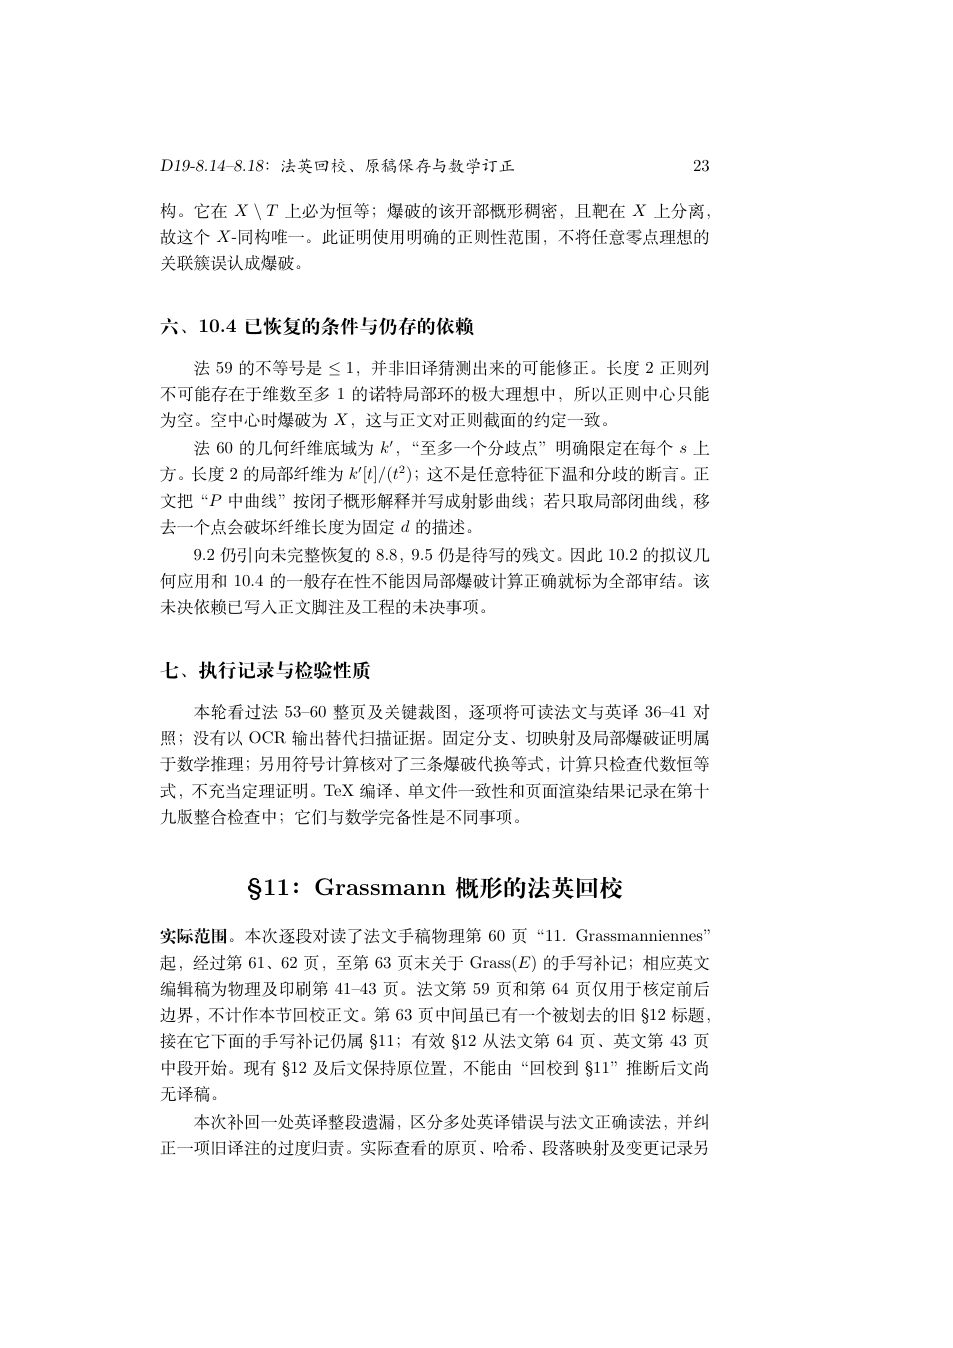 D19-8.14–8.18：法英回校、原稿保存与数学订正 23
构。它在 X \ T 上必为恒等；爆破的该开部概形稠密，且靶在 X 上分离，
故这个 X-同构唯一。此证明使用明确的正则性范围，不将任意零点理想的
关联簇误认成爆破。
六、10.4 已恢复的条件与仍存的依赖
法 59 的不等号是 ≤ 1，并非旧译猜测出来的可能修正。长度 2 正则列
不可能存在于维数至多 1 的诺特局部环的极大理想中，所以正则中心只能
为空。空中心时爆破为 X，这与正文对正则截面的约定一致。
法 60 的几何纤维底域为 k′，“至多一个分歧点”明确限定在每个 s 上
方。长度 2 的局部纤维为 k′[t]/(t²)；这不是任意特征下温和分歧的断言。正
文把“P 中曲线”按闭子概形解释并写成射影曲线；若只取局部闭曲线，移
去一个点会破坏纤维长度为固定 d 的描述。
9.2 仍引向未完整恢复的 8.8，9.5 仍是待写的残文。因此 10.2 的拟议几
何应用和 10.4 的一般存在性不能因局部爆破计算正确就标为全部审结。该
未决依赖已写入正文脚注及工程的未决事项。
七、执行记录与检验性质
本轮看过法 53–60 整页及关键裁图，逐项将可读法文与英译 36–41 对
照；没有以 OCR 输出替代扫描证据。固定分支、切映射及局部爆破证明属
于数学推理；另用符号计算核对了三条爆破代换等式，计算只检查代数恒等
式，不充当定理证明。TeX 编译、单文件一致性和页面渲染结果记录在第十
九版整合检查中；它们与数学完备性是不同事项。
§11：Grassmann 概形的法英回校
实际范围。本次逐段对读了法文手稿物理第 60 页“11. Grassmanniennes”
起，经过第 61、62 页，至第 63 页末关于 Grass(E) 的手写补记；相应英文
编辑稿为物理及印刷第 41–43 页。法文第 59 页和第 64 页仅用于核定前后
边界，不计作本节回校正文。第 63 页中间虽已有一个被划去的旧 §12 标题，
接在它下面的手写补记仍属 §11；有效 §12 从法文第 64 页、英文第 43 页
中段开始。现有 §12 及后文保持原位置，不能由“回校到 §11”推断后文尚
无译稿。
本次补回一处英译整段遗漏，区分多处英译错误与法文正确读法，并纠
正一项旧译注的过度归责。实际查看的原页、哈希、段落映射及变更记录另